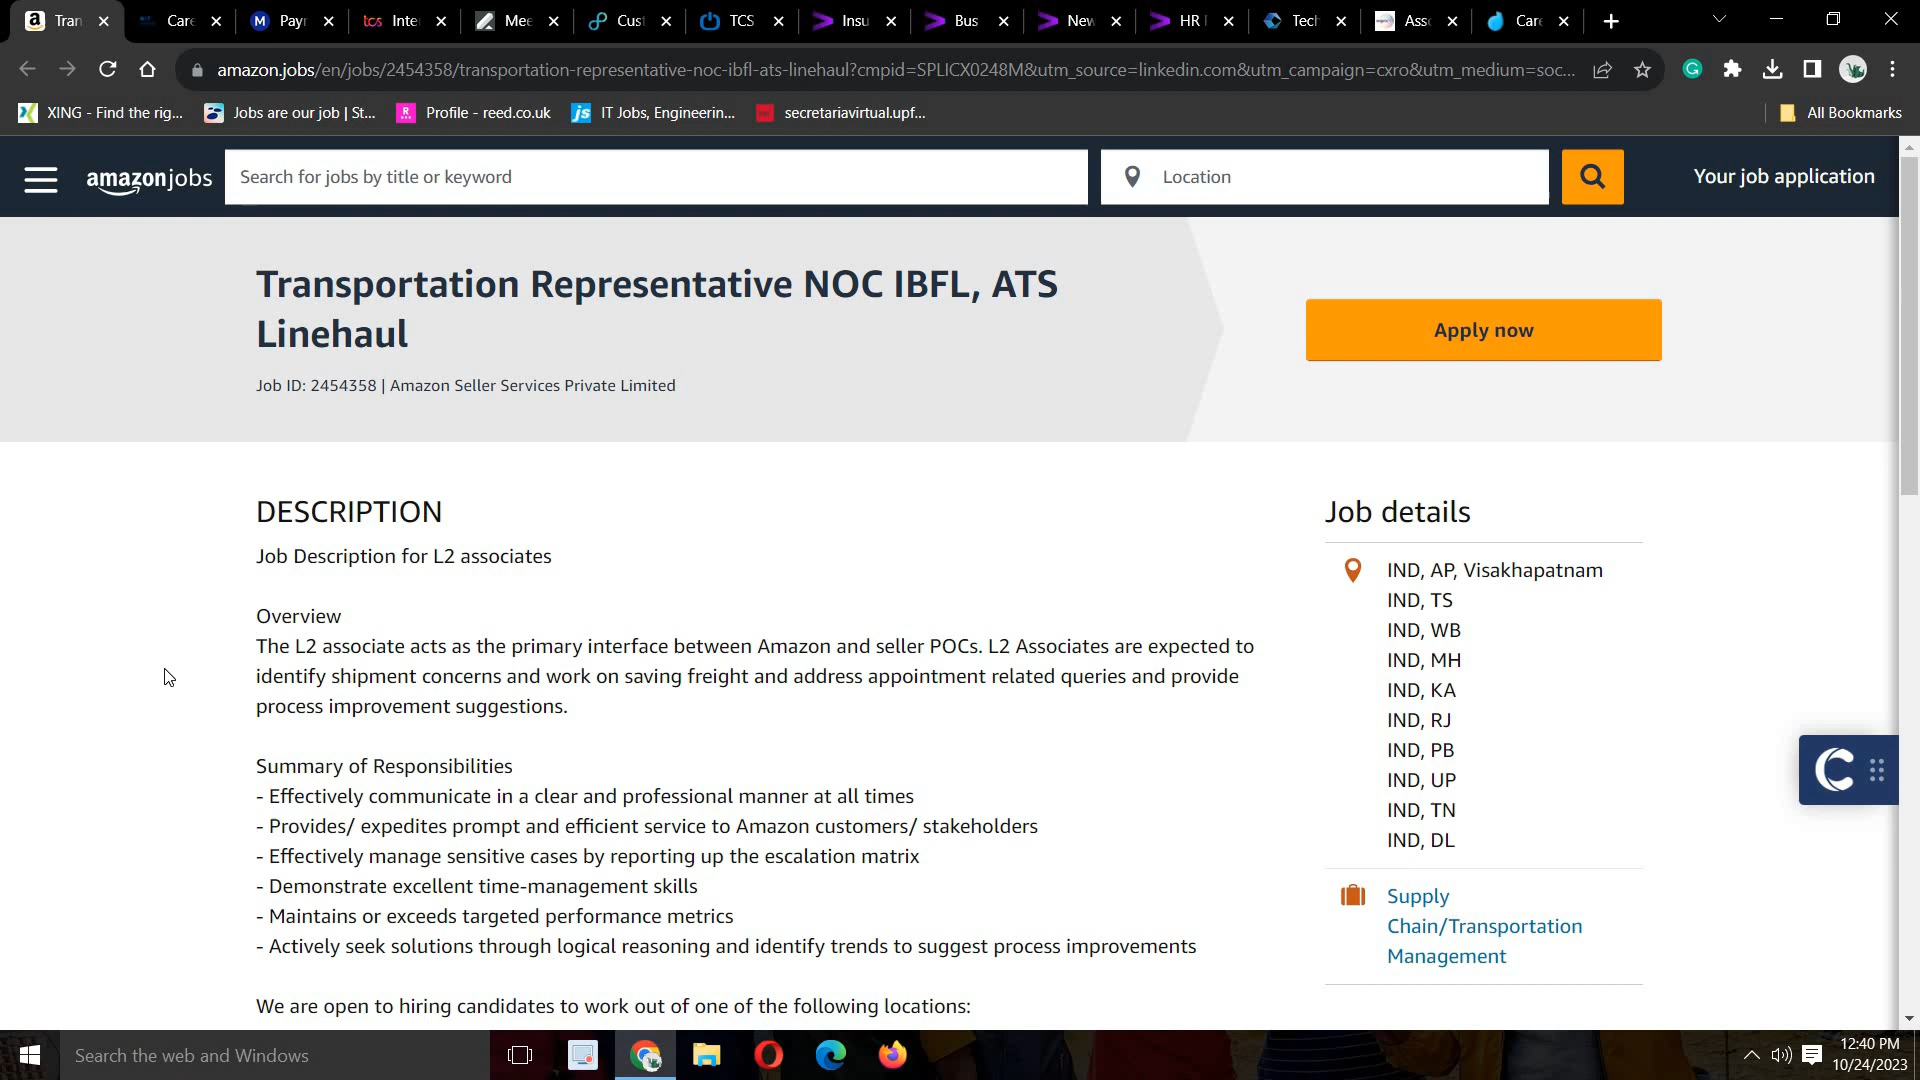 Tran
Care
Payr
tcs Inte
Mee
Cust
TCS
Insu
Bus
New
HR
Tech
Asso
Care
amazon.jobs/en/jobs/2454358/transportation-representative-noc-ibfl-ats-linehaul?cmpid=SPLICX0248M&utm_source=linkedin.com&utm_campaign=cxro&utm_medium=soc...
XING - Find the rig...
Jobs are our job | St...
Profile - reed.co.uk
IT Jobs, Engineerin...
secretariavirtual.upf...
All Bookmarks
amazon jobs
Search for jobs by title or keyword
Location
Your job application
Transportation Representative NOC IBFL, ATS
Linehaul
Job ID: 2454358 | Amazon Seller Services Private Limited
Apply now
DESCRIPTION
Job Description for L2 associates
Overview
The L2 associate acts as the primary interface between Amazon and seller POCs. L2 Associates are expected to
identify shipment concerns and work on saving freight and address appointment related queries and provide
process improvement suggestions.
Summary of Responsibilities
- Effectively communicate in a clear and professional manner at all times
- Provides/ expedites prompt and efficient service to Amazon customers/ stakeholders
- Effectively manage sensitive cases by reporting up the escalation matrix
- Demonstrate excellent time-management skills
- Maintains or exceeds targeted performance metrics
- Actively seek solutions through logical reasoning and identify trends to suggest process improvements
We are open to hiring candidates to work out of one of the following locations:
Job details
IND, AP, Visakhapatnam
IND, TS
IND, WB
IND, MH
IND, KA
IND, RJ
IND, PB
IND, UP
IND, TN
IND, DL
Supply
Chain/Transportation
Management
Search the web and Windows
12:40 PM
10/24/2023